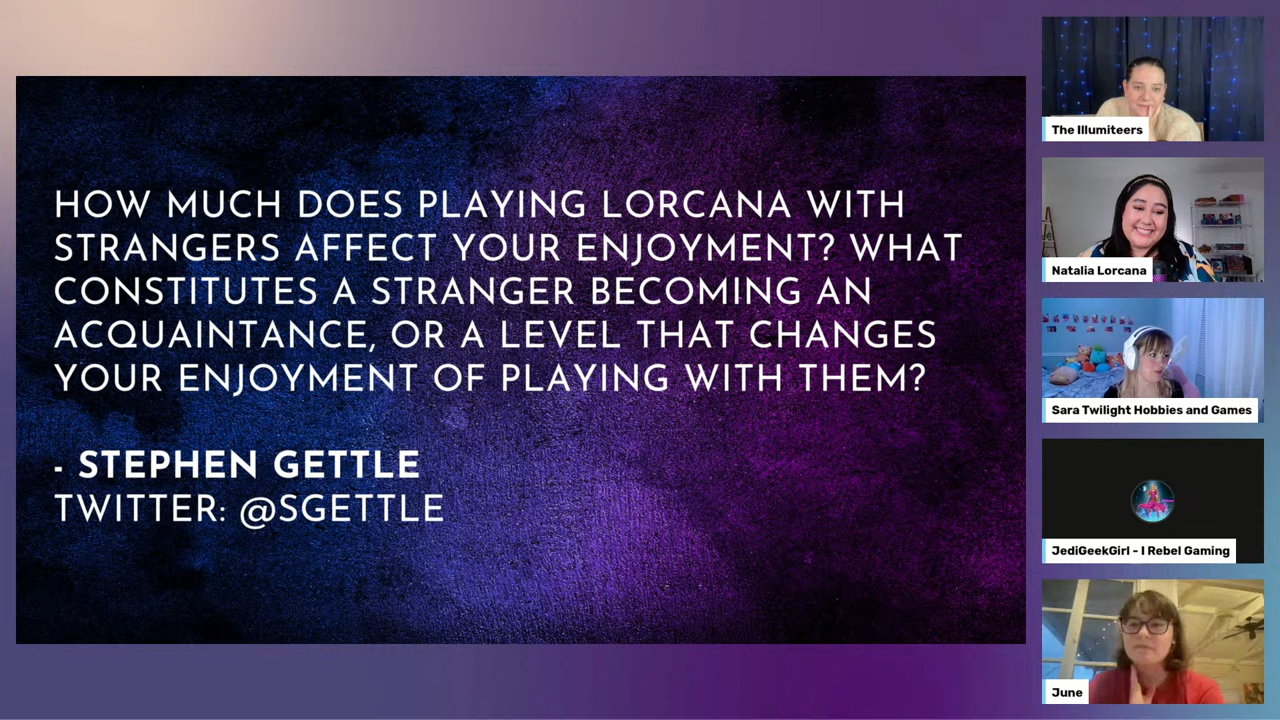 HOW MUCH DOES PLAYING LORCANA WITH
STRANGERS AFFECT YOUR ENJOYMENT? WHAT
CONSTITUTES A STRANGER BECOMING AN
ACQUAINTANCE, OR A LEVEL THAT CHANGES
YOUR ENJOYMENT OF PLAYING WITH THEM?
- STEPHEN GETTLE
TWITTER: @SGETTLE
The Illumiteers
Natalia Lorcana
Sara Twilight Hobbies and Games
JediGeekGirl - I Rebel Gaming
June